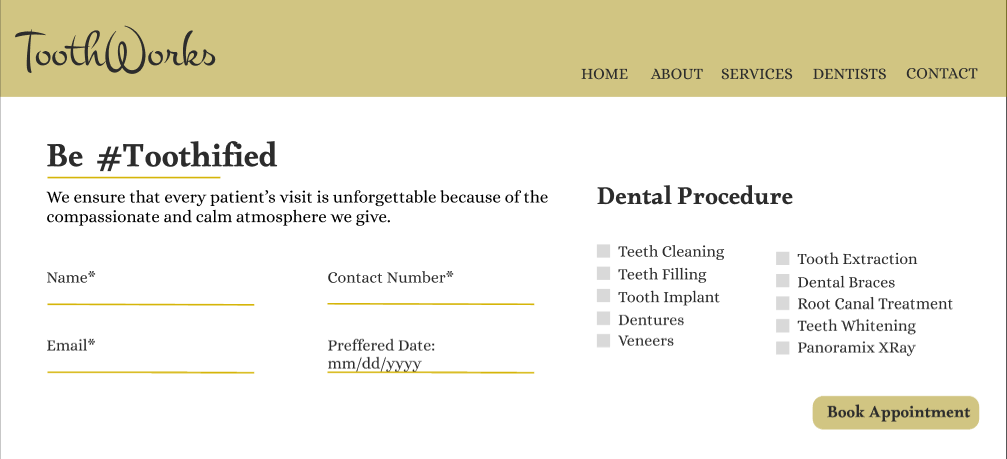 ToothWorks
HOME ABOUT SERVICES DENTISTS CONTACT
Be #Toothified
We ensure that every patient's visit is unforgettable because of the
compassionate and calm atmosphere we give.
Name*
Contact Number*
Email*
Preffered Date:
mm/dd/yyyy
Dental Procedure
Teeth Cleaning
Teeth Filling
Tooth Implant
Dentures
Veneers
Tooth Extraction
Dental Braces
Root Canal Treatment
Teeth Whitening
Panoramix XRay
Book Appointment